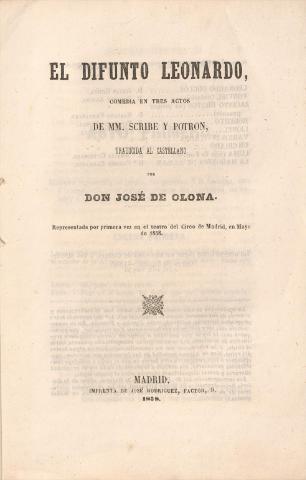 EL DIFUNTO LEONARDO,
COMEDIA EN TRES ACTOS
DE MM. SCRIBE Y POTRON,
TRADUCIDA AL CASTELLANO
POR
DON JOSÉ DE OLONA.
Representada por primera vez en el teatro del Circo de Madrid, en Mayo
de 1858.
MADRID,
IMPRENTA DE JOSÉ RODRIGUEZ, FACTOR, 9.
1858.